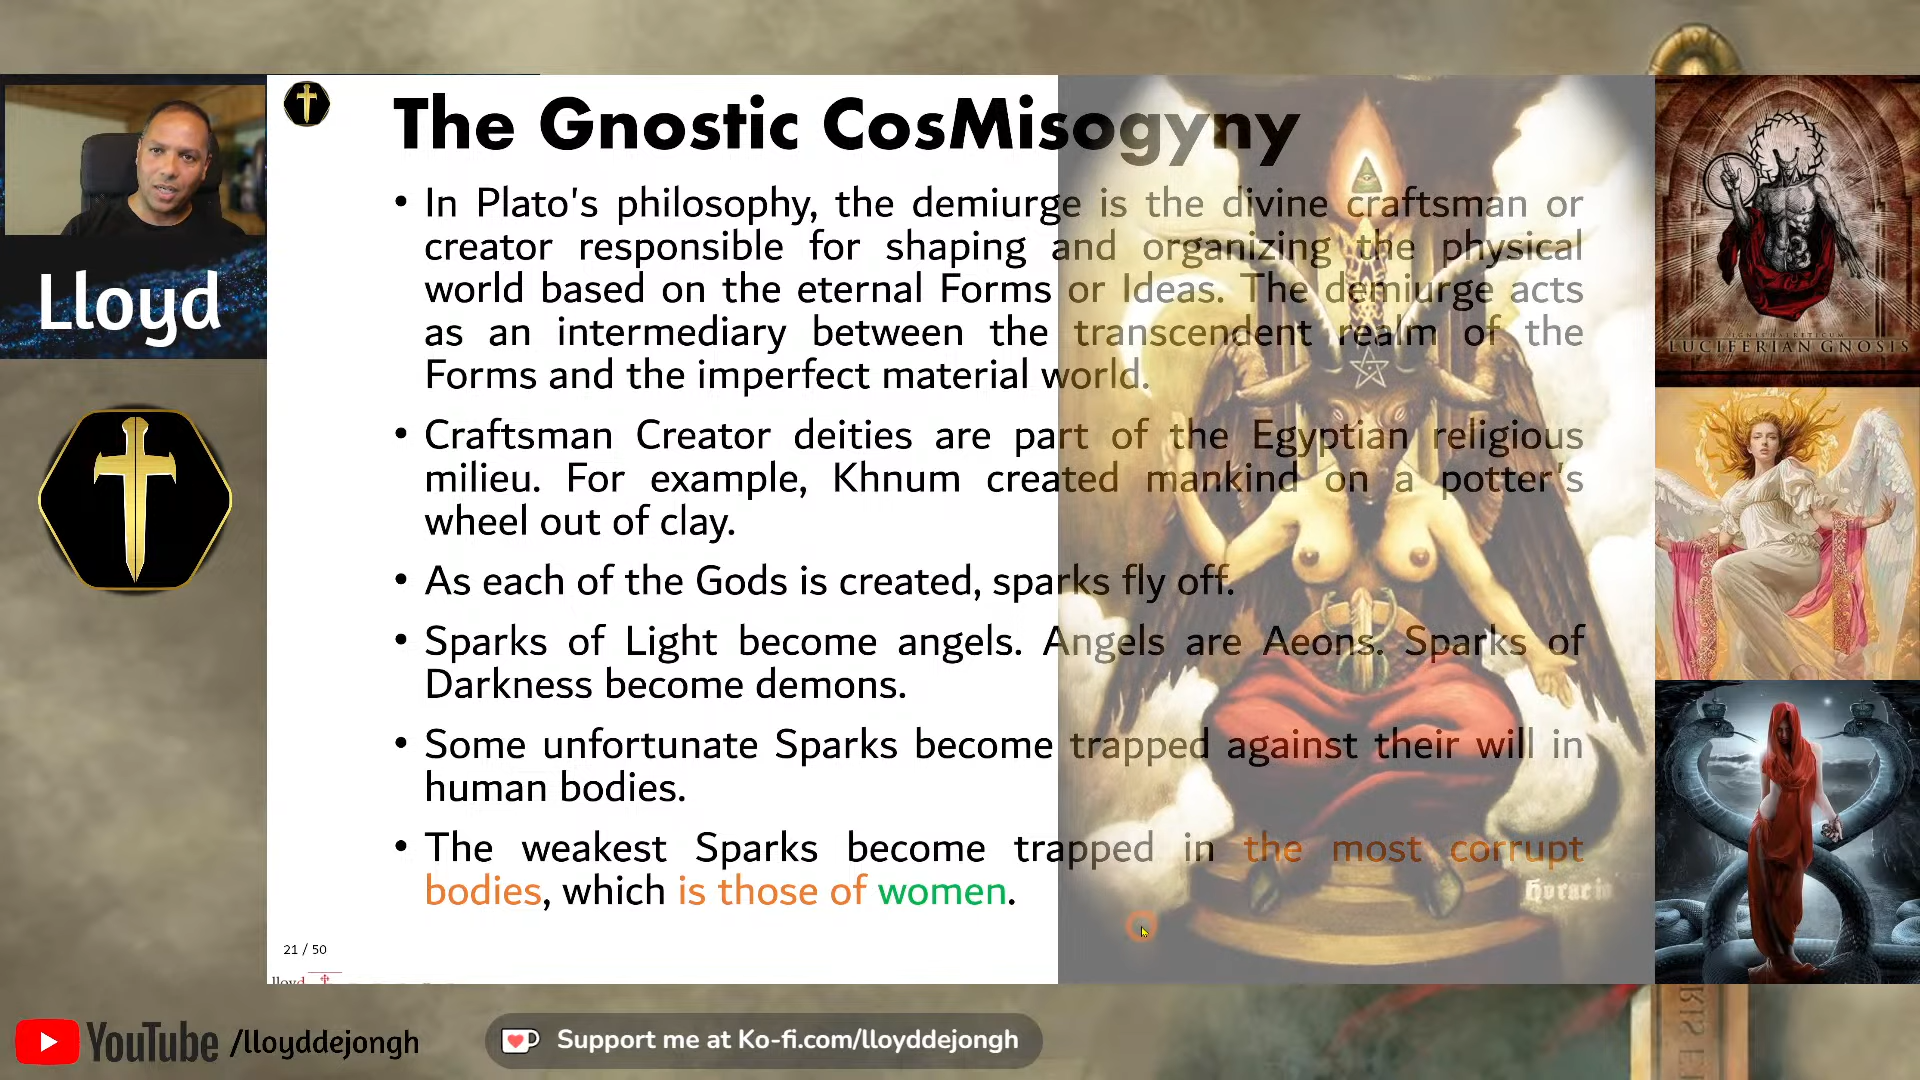 The Gnostic CosMisogyny
• In Plato's philosophy, the demiurge is the divine craftsman or
creator responsible for shaping and organizing the physical
world based on the eternal Forms or Ideas. The demiurge acts
as an intermediary between the transcendent realm of the
Forms and the imperfect material world.
• Craftsman Creator deities are part of the Egyptian religious
milieu. For example, Khnum created mankind on a potter's
wheel out of clay.
• As each of the Gods is created, sparks fly off.
• Sparks of Light become angels. Angels are Aeons. Sparks of
Darkness become demons.
• Some unfortunate Sparks become trapped against their will in
human bodies.
• The weakest Sparks become trapped in the most corrupt
bodies, which is those of women.
Horacio
21 / 50
lloyd
Lloyd
LUCIFERIAN GNOSIS
YouTube /lloyddejongh
Support me at Ko-fi.com/lloyddejongh